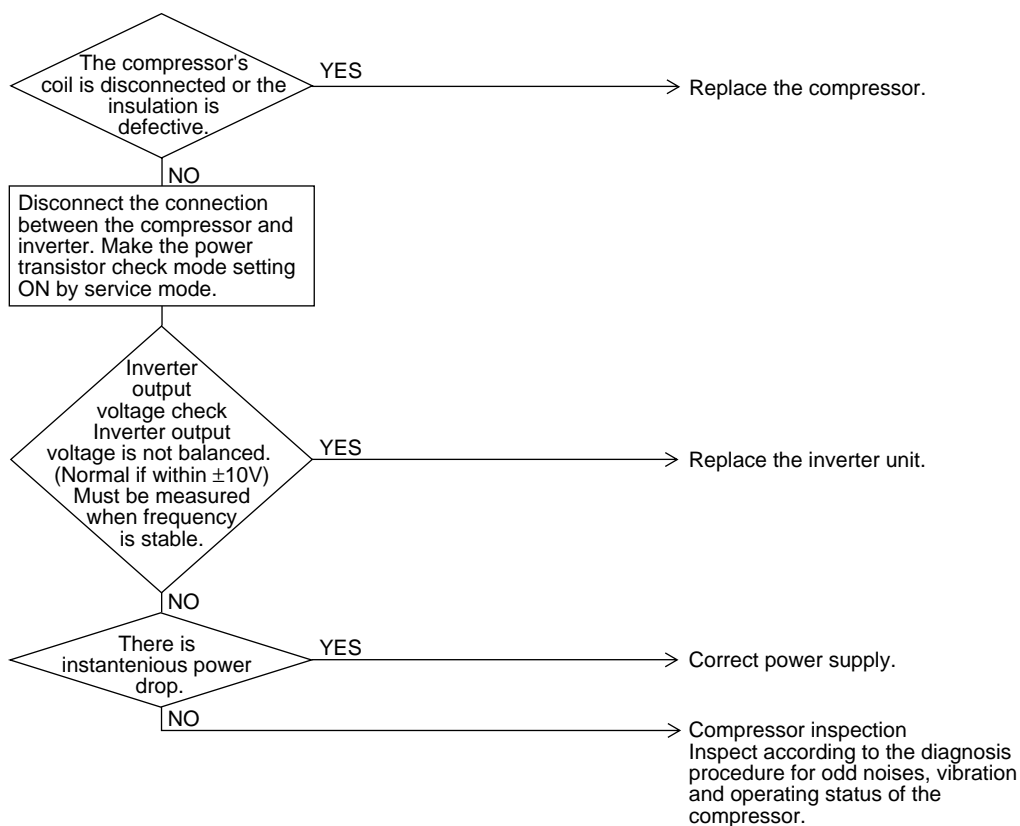 The compressor's
coil is disconnected or the
insulation is
defective.
YES
Replace the compressor.
NO
Disconnect the connection
between the compressor and
inverter. Make the power
transistor check mode setting
ON by service mode.
Inverter
output
voltage check
Inverter output
voltage is not balanced.
(Normal if within ±10V)
Must be measured
when frequency
is stable.
YES
Replace the inverter unit.
NO
There is
instantenious power
drop.
YES
Correct power supply.
NO
Compressor inspection
Inspect according to the diagnosis
procedure for odd noises, vibration
and operating status of the
compressor.